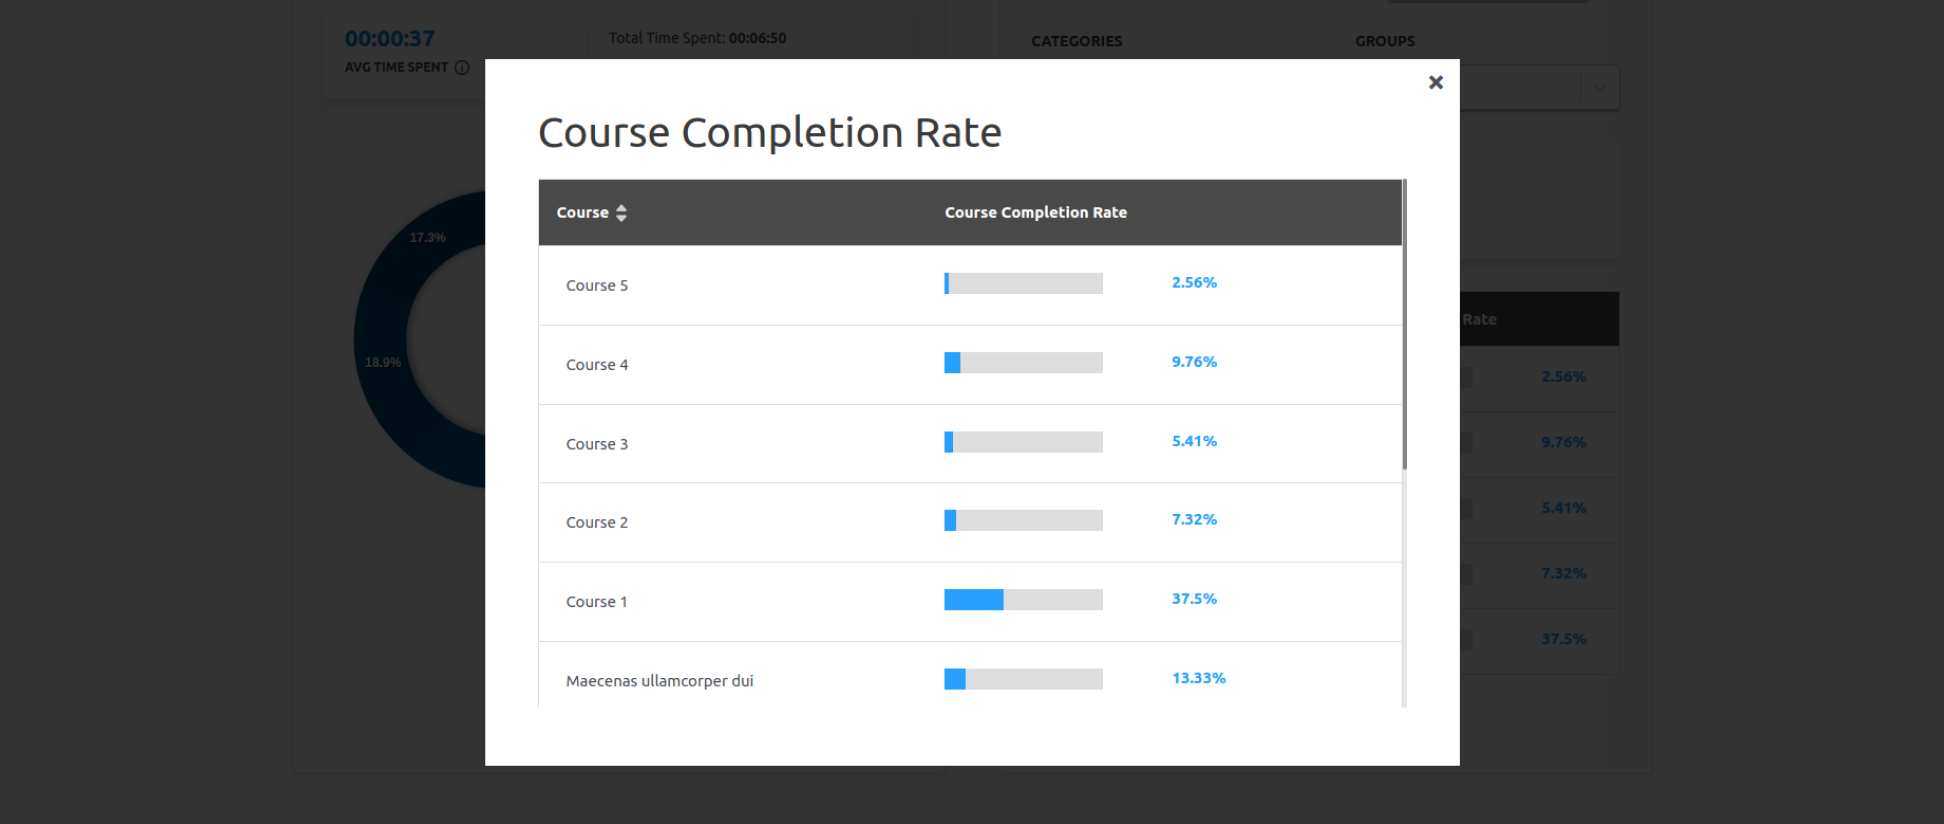 00:00:37
AVG TIME SPENT
Total Time Spent: 00:06:50
CATEGORIES
GROUPS
17.3%
18.9%
Course Completion Rate
Course
Course Completion Rate
Course 5
2.56%
Course 4
9.76%
Course 3
5.41%
Course 2
7.32%
Course 1
37.5%
Maecenas ullamcorper dui
13.33%
Rate
2.56%
9.76%
5.41%
7.32%
37.5%